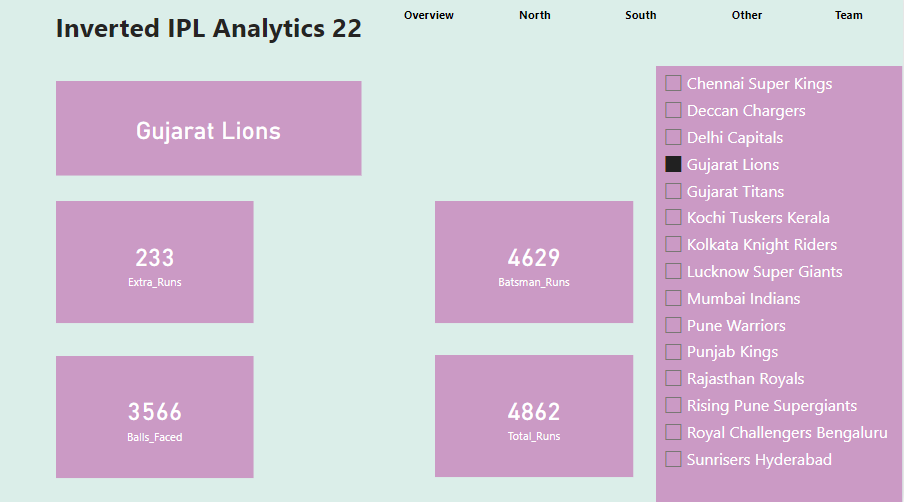 Inverted IPL Analytics 22
Overview
North
South
Other
Team
Gujarat Lions
233
Extra_Runs
4629
Batsman_Runs
3566
Balls_Faced
4862
Total_Runs
Chennai Super Kings
Deccan Chargers
Delhi Capitals
Gujarat Lions
Gujarat Titans
Kochi Tuskers Kerala
Kolkata Knight Riders
Lucknow Super Giants
Mumbai Indians
Pune Warriors
Punjab Kings
Rajasthan Royals
Rising Pune Supergiants
Royal Challengers Bengaluru
Sunrisers Hyderabad